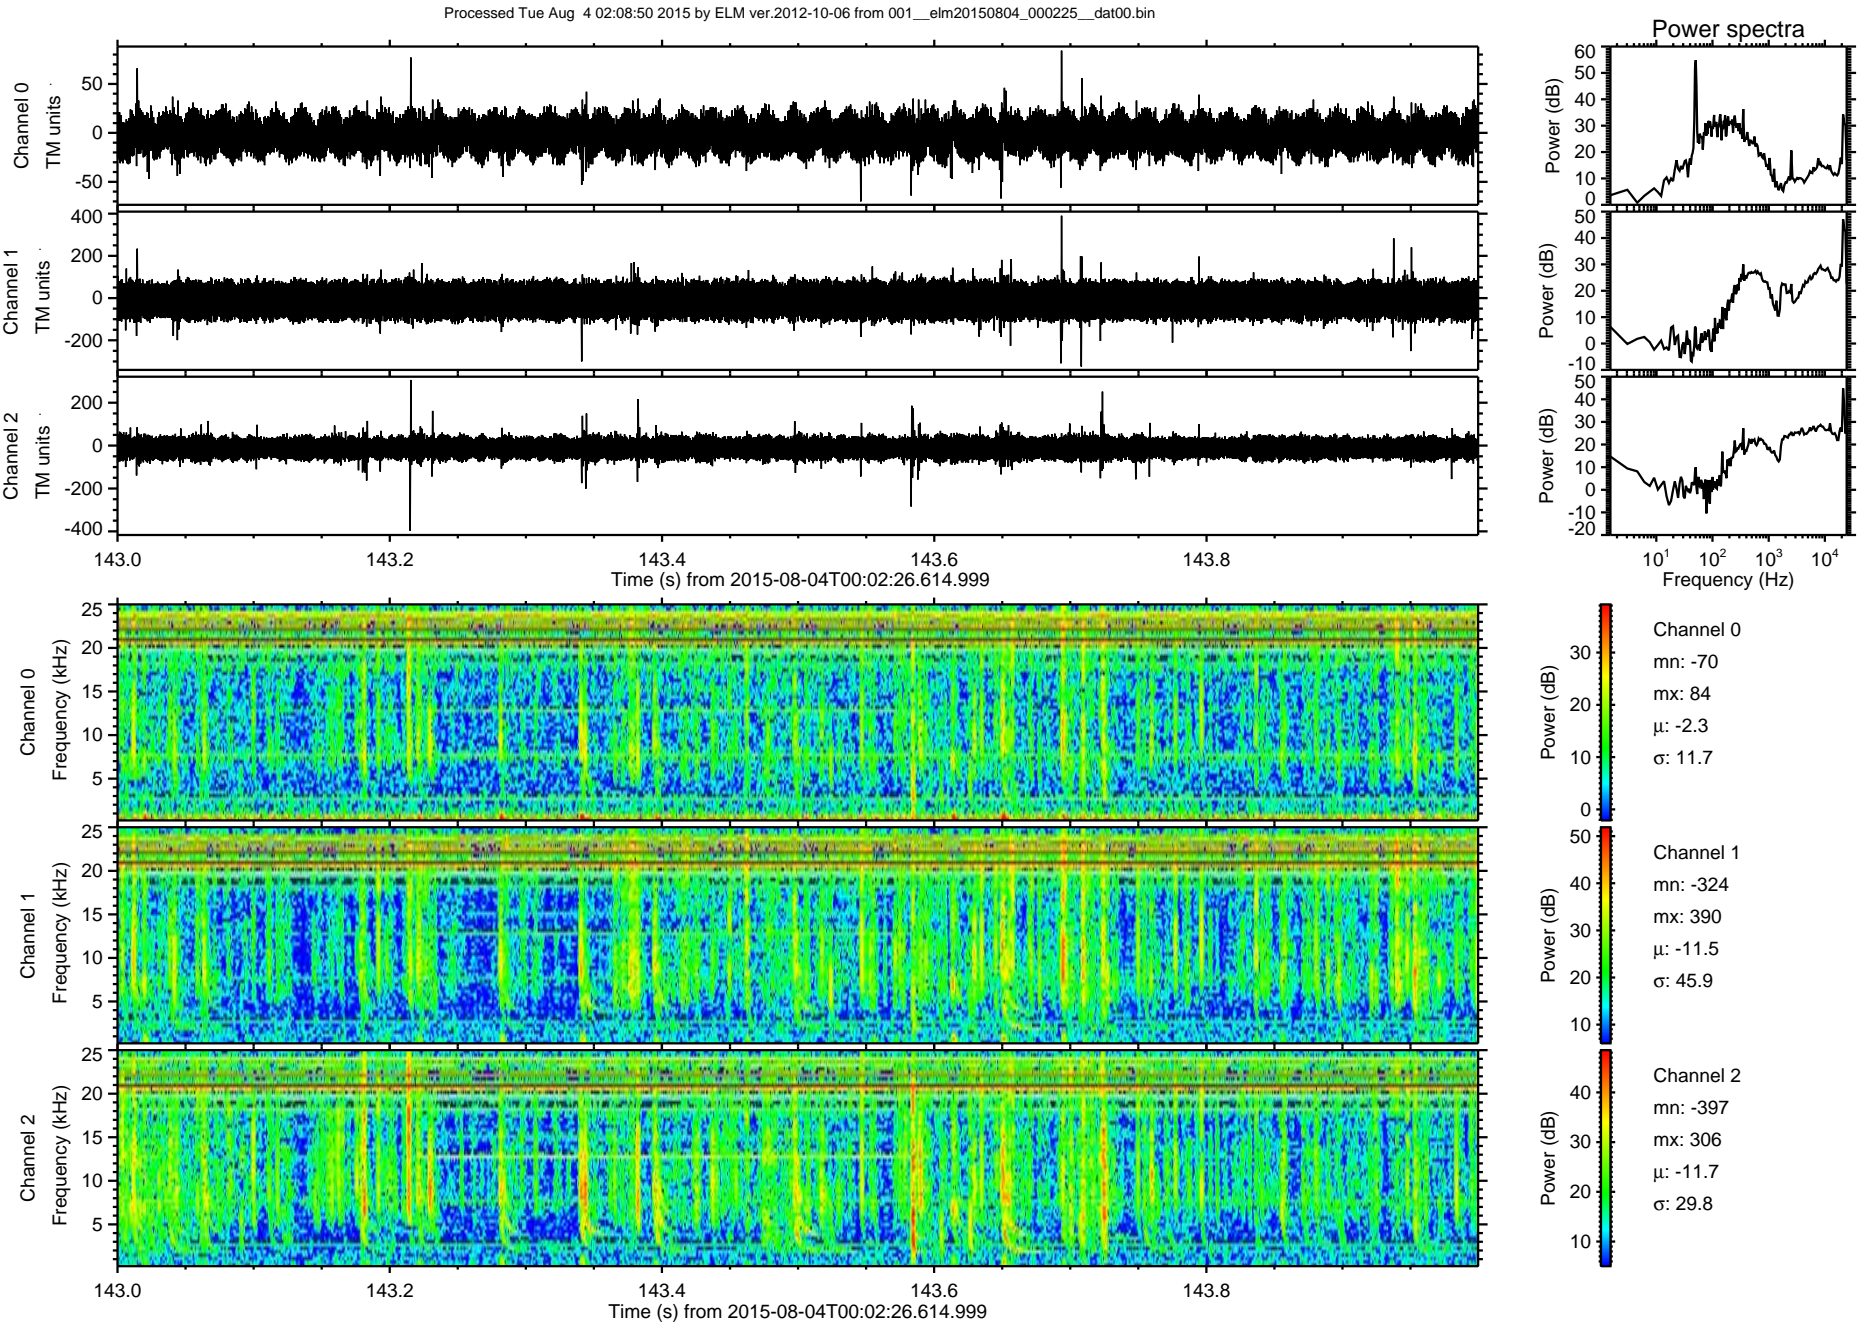 Processed Tue Aug  4 02:08:50 2015 by ELM ver.2012-10-06 from 001__elm20150804_000225__dat00.bin
Power spectra
Channel 0
TM units
50
0
-50
Power (dB)
60
50
40
30
20
10
0
Channel 1
TM units
400
200
0
-200
Power (dB)
50
40
30
20
10
0
-10
Channel 2
TM units
200
0
-200
-400
Power (dB)
50
40
30
20
10
0
-10
-20
143.0 143.2 143.4 143.6 143.8
Time (s) from 2015-08-04T00:02:26.614.999
10^1 10^2 10^3 10^4
Frequency (Hz)
Channel 0
Frequency (kHz)
25
20
15
10
5
Power (dB)
30
20
10
0
Channel 0
mn: -70
mx: 84
μ: -2.3
σ: 11.7
Channel 1
Frequency (kHz)
25
20
15
10
5
Power (dB)
50
40
30
20
10
Channel 1
mn: -324
mx: 390
μ: -11.5
σ: 45.9
Channel 2
Frequency (kHz)
25
20
15
10
5
Power (dB)
40
30
20
10
Channel 2
mn: -397
mx: 306
μ: -11.7
σ: 29.8
143.0 143.2 143.4 143.6 143.8
Time (s) from 2015-08-04T00:02:26.614.999